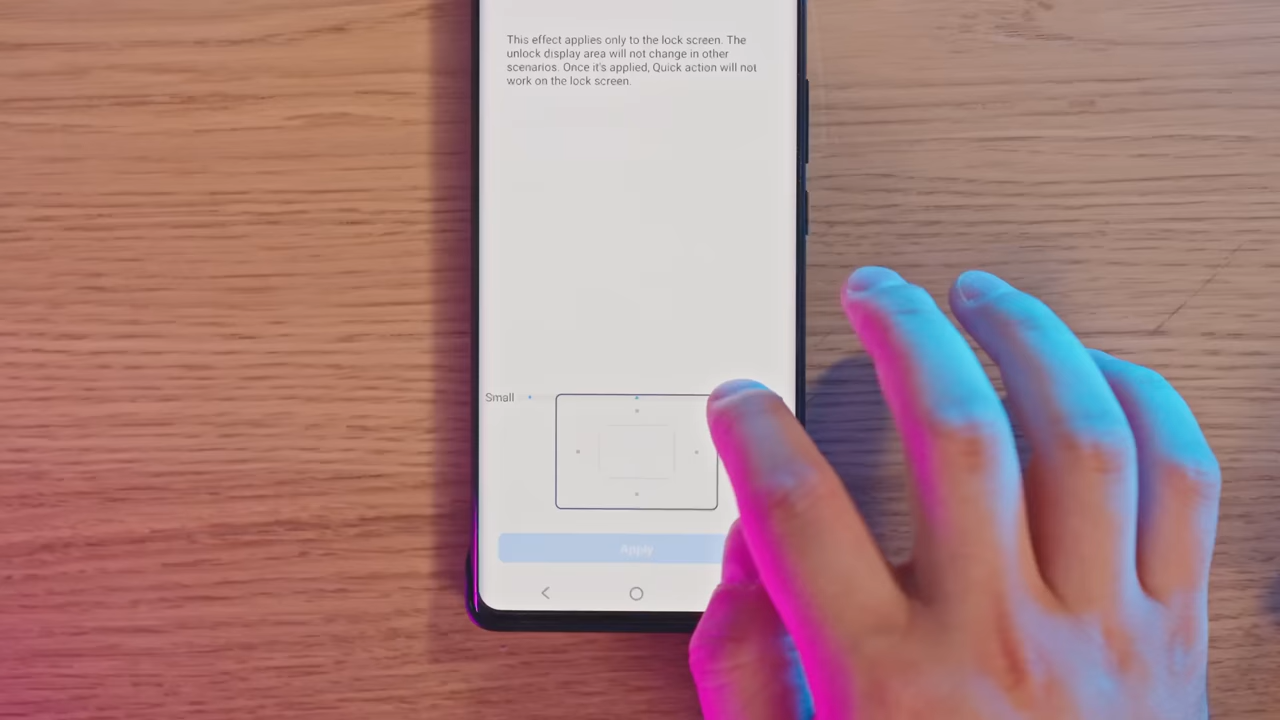 This effect applies only to the lock screen. The
unlock display area will not change in other
scenarios. Once it's applied, Quick action will not
work on the lock screen.
Small
Apply